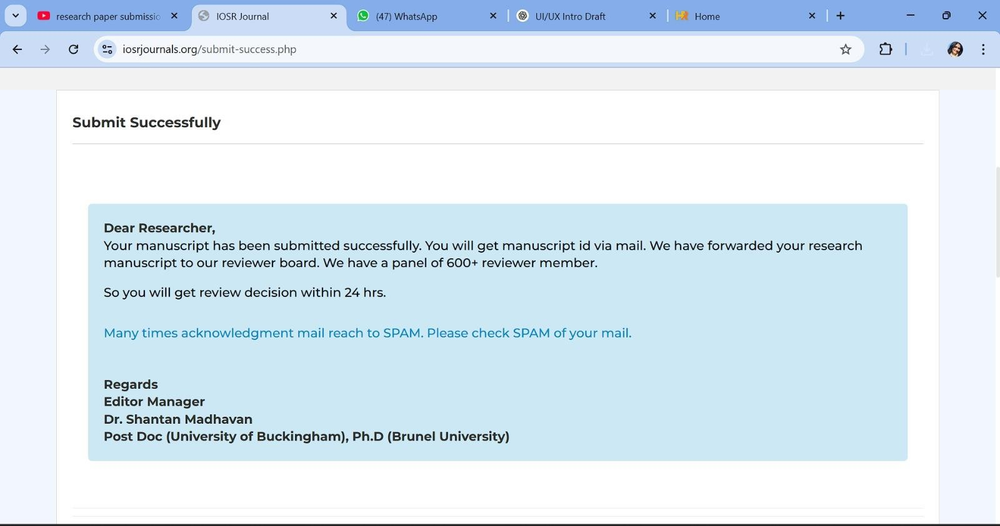 research paper submissic
IOSR Journal
(47) WhatsApp
UI/UX Intro Draft
HR
Home
iosrjournals.org/submit-success.php
Submit Successfully
Dear Researcher,
Your manuscript has been submitted successfully. You will get manuscript id via mail. We have forwarded your research
manuscript to our reviewer board. We have a panel of 600+ reviewer member.
So you will get review decision within 24 hrs.
Many times acknowledgment mail reach to SPAM. Please check SPAM of your mail.
Regards
Editor Manager
Dr. Shantan Madhavan
Post Doc (University of Buckingham), Ph.D (Brunel University)